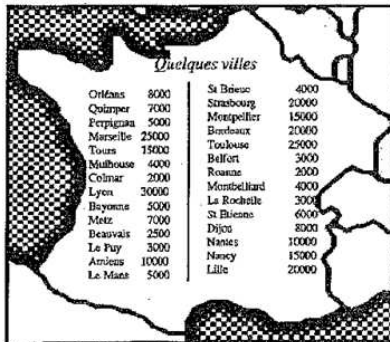 Quelques villes
Orléans 8000
Quimper 7000
Perpignan 5000
Marseille 25000
Tours 15000
Mulhouse 4000
Colmar 2000
Lyon 30000
Bayonne 5000
Metz 7000
Beauvais 2500
Le Puy 3000
Amiens 10000
Le Mans 5000
St Brieuc 4000
Strasbourg 20000
Montpellier 15000
Bordeaux 20000
Toulouse 25000
Belfort 3000
Roanne 2000
Montbelliard 4000
La Rochelle 3000
St Etienne 6000
Dijon 8000
Nantes 10000
Nancy 15000
Lille 20000